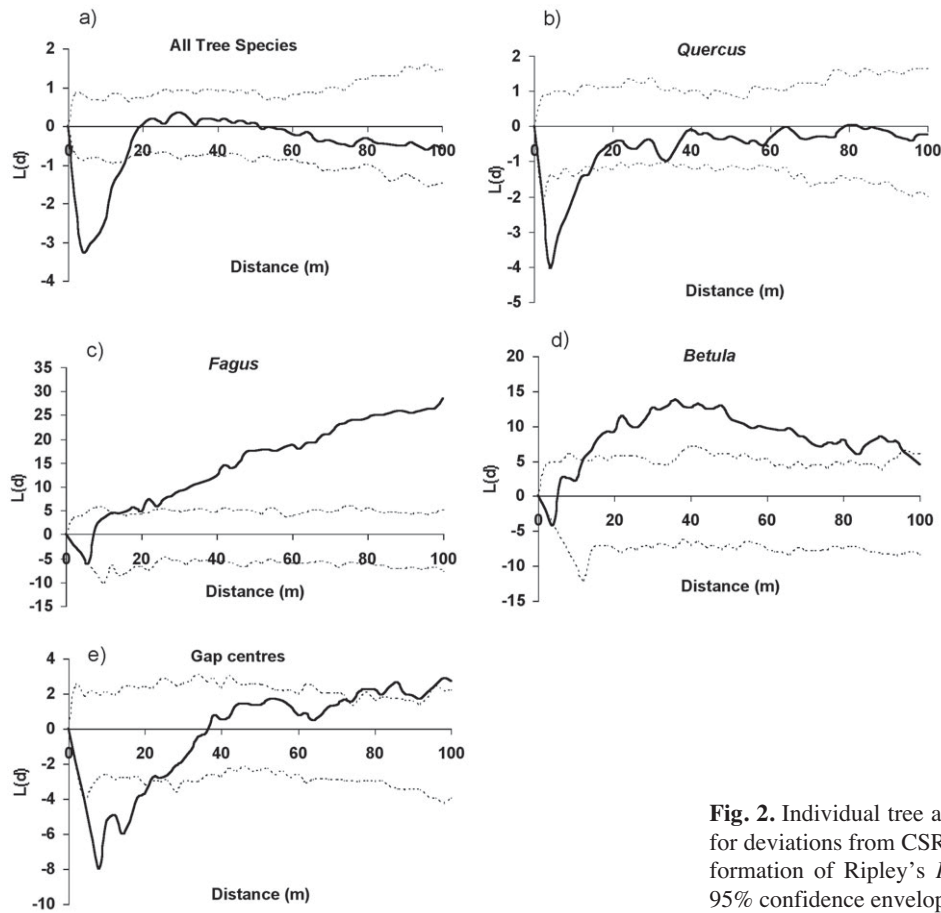 a)
All Tree Species
2
1
0
-1
-2
-3
-4
0 20 40 60 80 100
L(d)
Distance (m)
b)
Quercus
2
1
0
-1
-2
-3
-4
-5
0 20 40 60 80 100
L(d)
Distance (m)
c)
Fagus
35
30
25
20
15
10
5
0
-5
-10
-15
0 20 40 60 80 100
L(d)
Distance (m)
d)
Betula
20
15
10
5
0
-5
-10
-15
0 20 40 60 80 100
L(d)
Distance (m)
e)
Gap centres
4
2
0
-2
-4
-6
-8
-10
0 20 40 60 80 100
L(d)
Distance (m)
Fig. 2. Individual tree a
for deviations from CSR
formation of Ripley's
95% confidence envelop